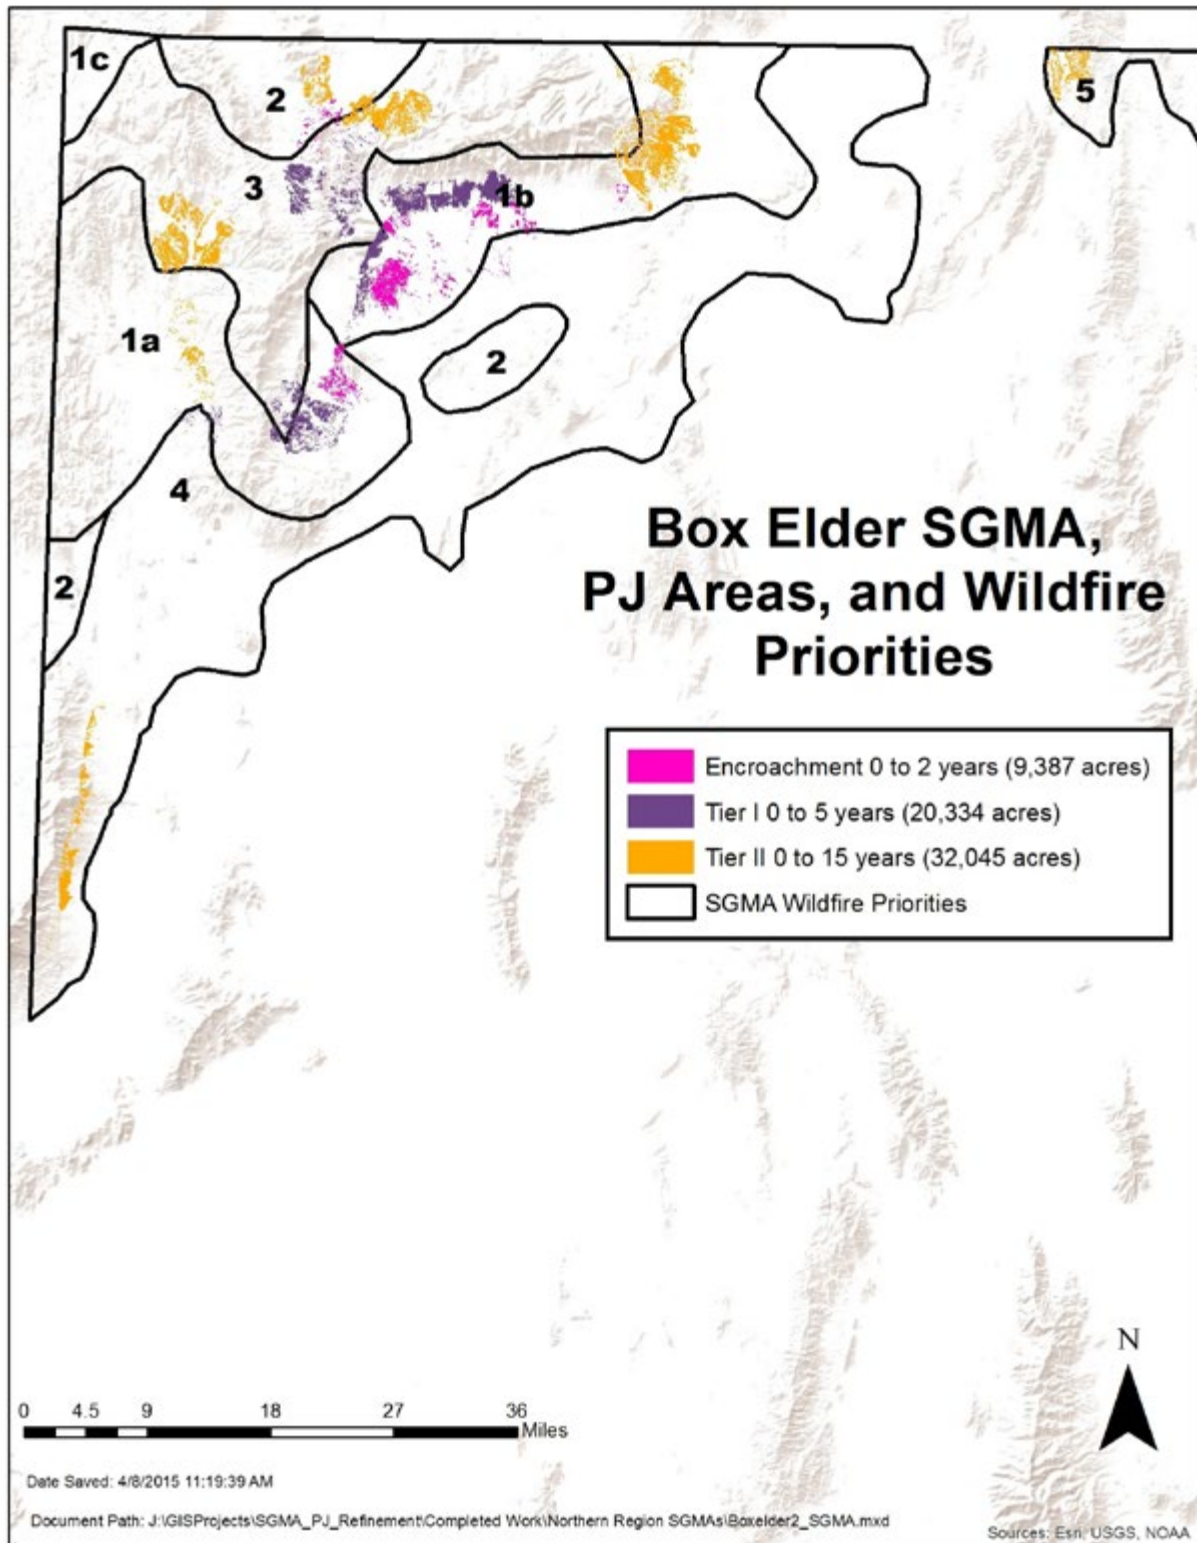 1c
2
5
3
1b
1a
2
4
2
Box Elder SGMA,
PJ Areas, and Wildfire
Priorities
Encroachment 0 to 2 years (9,387 acres)
Tier I 0 to 5 years (20,334 acres)
Tier II 0 to 15 years (32,045 acres)
SGMA Wildfire Priorities
N
0 4.5 9 18 27 36
Miles
Date Saved: 4/8/2015 11:19:39 AM
Document Path: J:\GISProjects\SGMA_PJ_Refinement\Completed Work\Northern Region SGMAs\Boxelder2_SGMA.mxd
Sources: Esri, USGS, NOAA